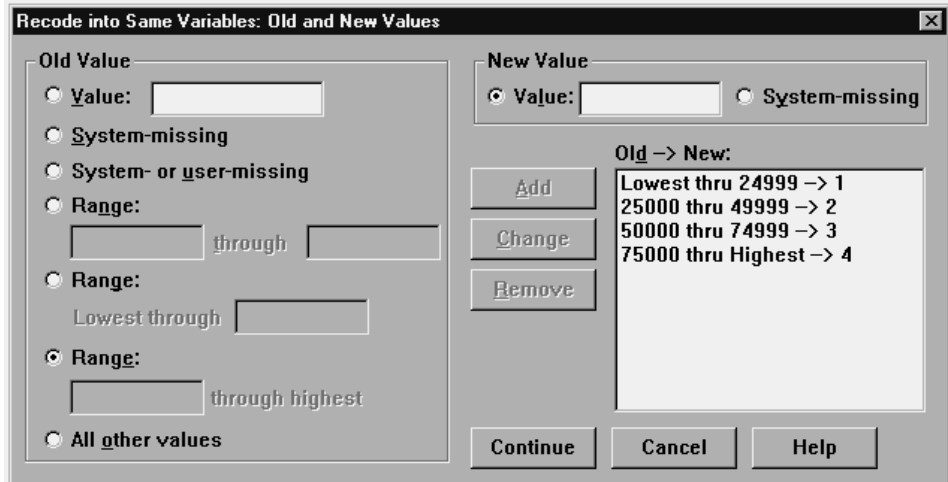 Recode into Same Variables: Old and New Values
Old Value
Value:
System-missing
System- or user-missing
Range:
through
Range:
Lowest through
Range:
through highest
All other values
New Value
Value:
System-missing
Old –> New:
Add
Change
Remove
Lowest thru 24999 –> 1
25000 thru 49999 –> 2
50000 thru 74999 –> 3
75000 thru Highest –> 4
Continue
Cancel
Help